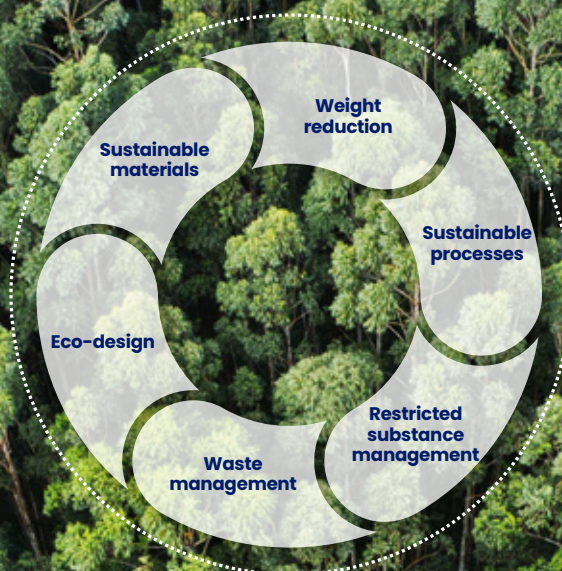 Weight
reduction
Sustainable
materials
Sustainable
processes
Eco-design
Restricted
substance
management
Waste
management